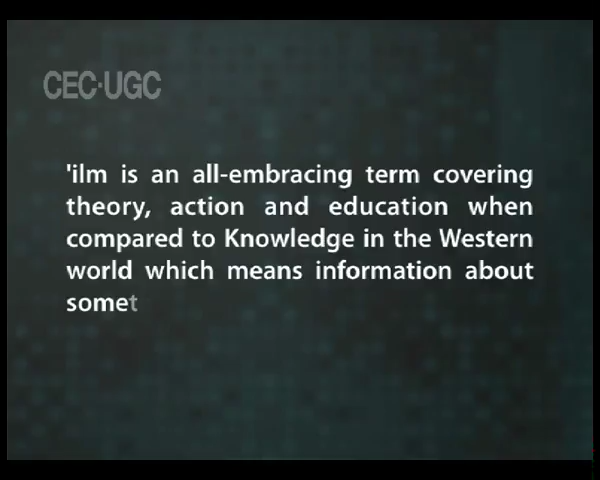 CEC-UGC
'ilm is an all-embracing term covering
theory, action and education when
compared to Knowledge in the Western
world which means information about
somet